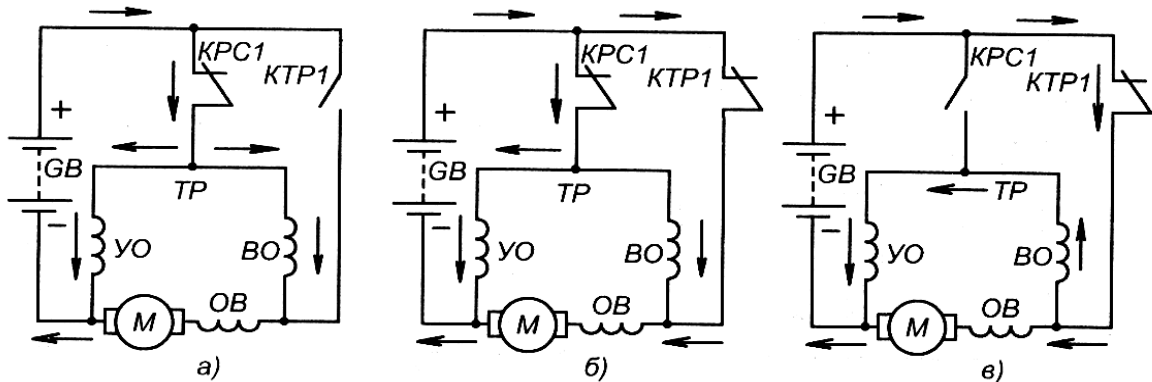 КРС1
КТР1
+
GB
−
ТР
УО
ВО
ОВ
М
а)
КРС1
КТР1
+
GB
−
ТР
УО
ВО
ОВ
М
б)
КРС1
КТР1
+
GB
−
ТР
УО
ВО
ОВ
М
в)